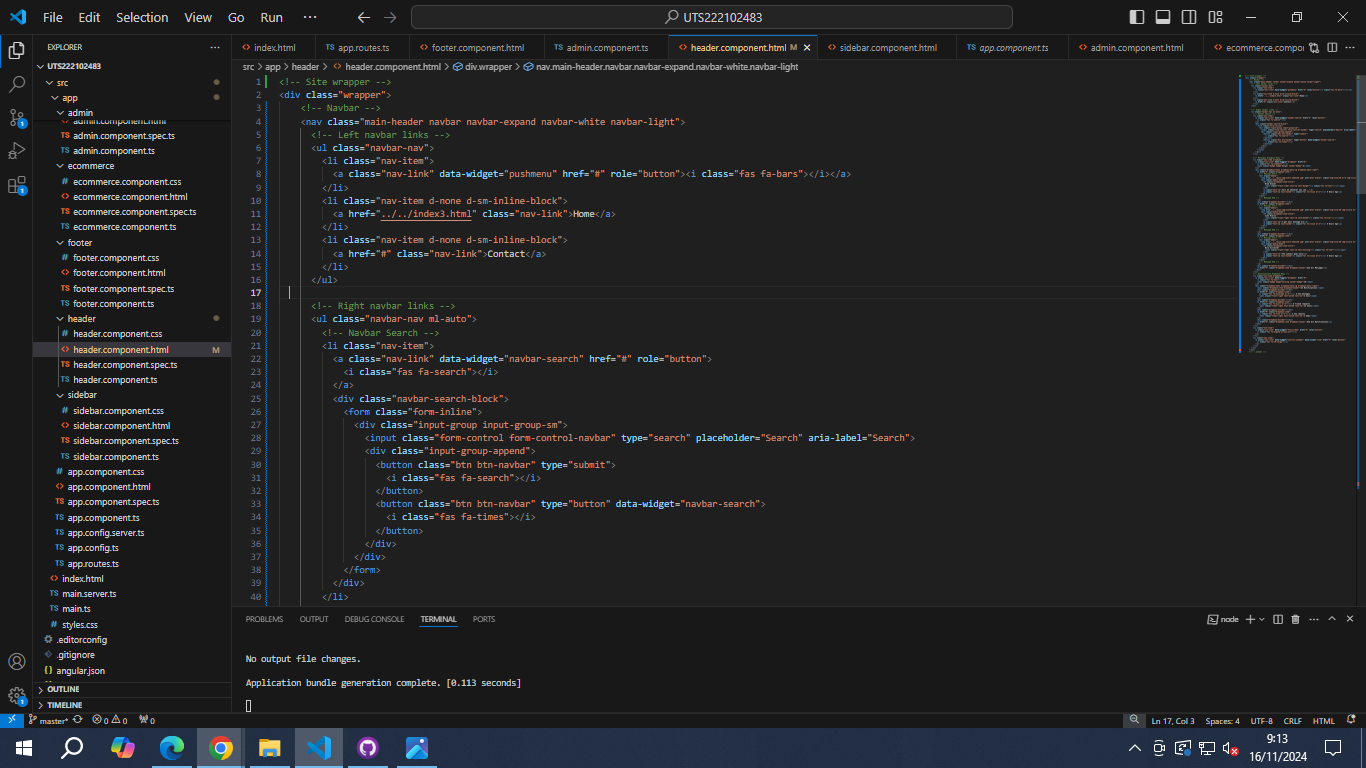 File Edit Selection View Go Run ··· UTS222102483
EXPLORER ···
UTS222102483
src
app
admin
admin.component.html
admin.component.spec.ts
admin.component.ts
ecommerce
ecommerce.component.css
ecommerce.component.html
ecommerce.component.spec.ts
ecommerce.component.ts
footer
footer.component.css
footer.component.html
footer.component.spec.ts
footer.component.ts
header
header.component.css
header.component.html M
header.component.spec.ts
header.component.ts
sidebar
sidebar.component.css
sidebar.component.html
sidebar.component.spec.ts
sidebar.component.ts
app.component.css
app.component.html
app.component.spec.ts
app.component.ts
app.config.server.ts
app.config.ts
app.routes.ts
index.html
main.server.ts
main.ts
styles.css
.editorconfig
.gitignore
angular.json
OUTLINE
TIMELINE
index.html app.routes.ts footer.component.html admin.component.ts header.component.html M sidebar.component.html app.component.ts admin.component.html ecommerce.compo
src > app > header > header.component.html > div.wrapper > nav.main-header.navbar.navbar-expand.navbar-white.navbar-light
1 <!-- Site wrapper -->
2 <div class="wrapper">
3 <!-- Navbar -->
4 <nav class="main-header navbar navbar-expand navbar-white navbar-light">
5 <!-- Left navbar links -->
6 <ul class="navbar-nav">
7 <li class="nav-item">
8 <a class="nav-link" data-widget="pushmenu" href="#" role="button"><i class="fas fa-bars"></i></a>
9 </li>
10 <li class="nav-item d-none d-sm-inline-block">
11 <a href="../../index3.html" class="nav-link">Home</a>
12 </li>
13 <li class="nav-item d-none d-sm-inline-block">
14 <a href="#" class="nav-link">Contact</a>
15 </li>
16 </ul>
17
18 <!-- Right navbar links -->
19 <ul class="navbar-nav ml-auto">
20 <!-- Navbar Search -->
21 <li class="nav-item">
22 <a class="nav-link" data-widget="navbar-search" href="#" role="button">
23 <i class="fas fa-search"></i>
24 </a>
25 <div class="navbar-search-block">
26 <form class="form-inline">
27 <div class="input-group input-group-sm">
28 <input class="form-control form-control-navbar" type="search" placeholder="Search" aria-label="Search">
29 <div class="input-group-append">
30 <button class="btn btn-navbar" type="submit">
31 <i class="fas fa-search"></i>
32 </button>
33 <button class="btn btn-navbar" type="button" data-widget="navbar-search">
34 <i class="fas fa-times"></i>
35 </button>
36 </div>
37 </div>
38 </form>
39 </div>
40 </li>
PROBLEMS OUTPUT DEBUG CONSOLE TERMINAL PORTS node
No output file changes.
Application bundle generation complete. [0.113 seconds]
master* 0 0 0 Ln 17, Col 3 Spaces: 4 UTF-8 CRLF HTML
9:13
16/11/2024